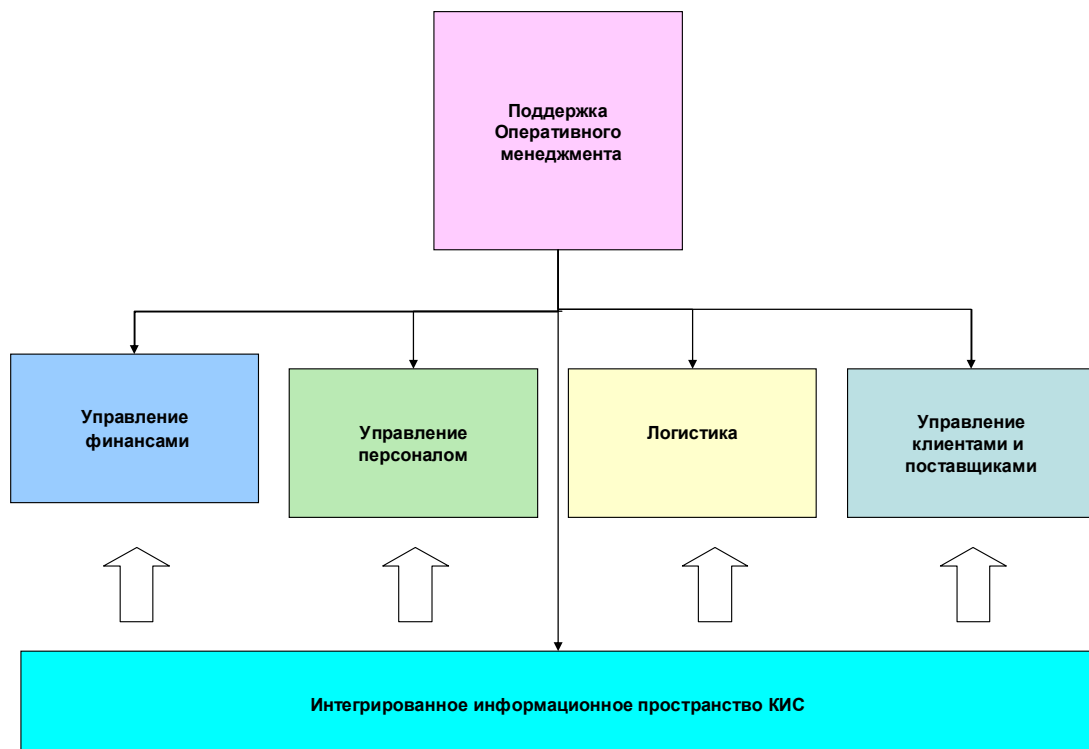 Поддержка
Оперативного
менеджмента
Управление
финансами
Управление
персоналом
Логистика
Управление
клиентами и
поставщиками
Интегрированное информационное пространство КИС